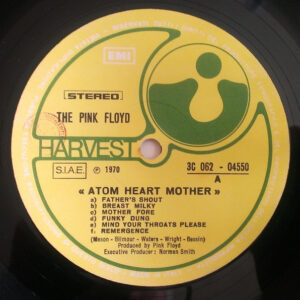 EMI
STEREO
THE PINK FLOYD
HARVEST
S.I.A.E.
℗ 1970
3C 062 - 04550
A
« ATOM HEART MOTHER »
a) FATHER'S SHOUT
b) BREAST MILKY
c) MOTHER FORE
d) FUNKY DUNG
e) MIND YOUR THROATS PLEASE
f) REMERGENCE
(Mason - Gilmour - Waters - Wright - Geesin)
Produced by Pink Floyd
Executive Producer: Norman Smith